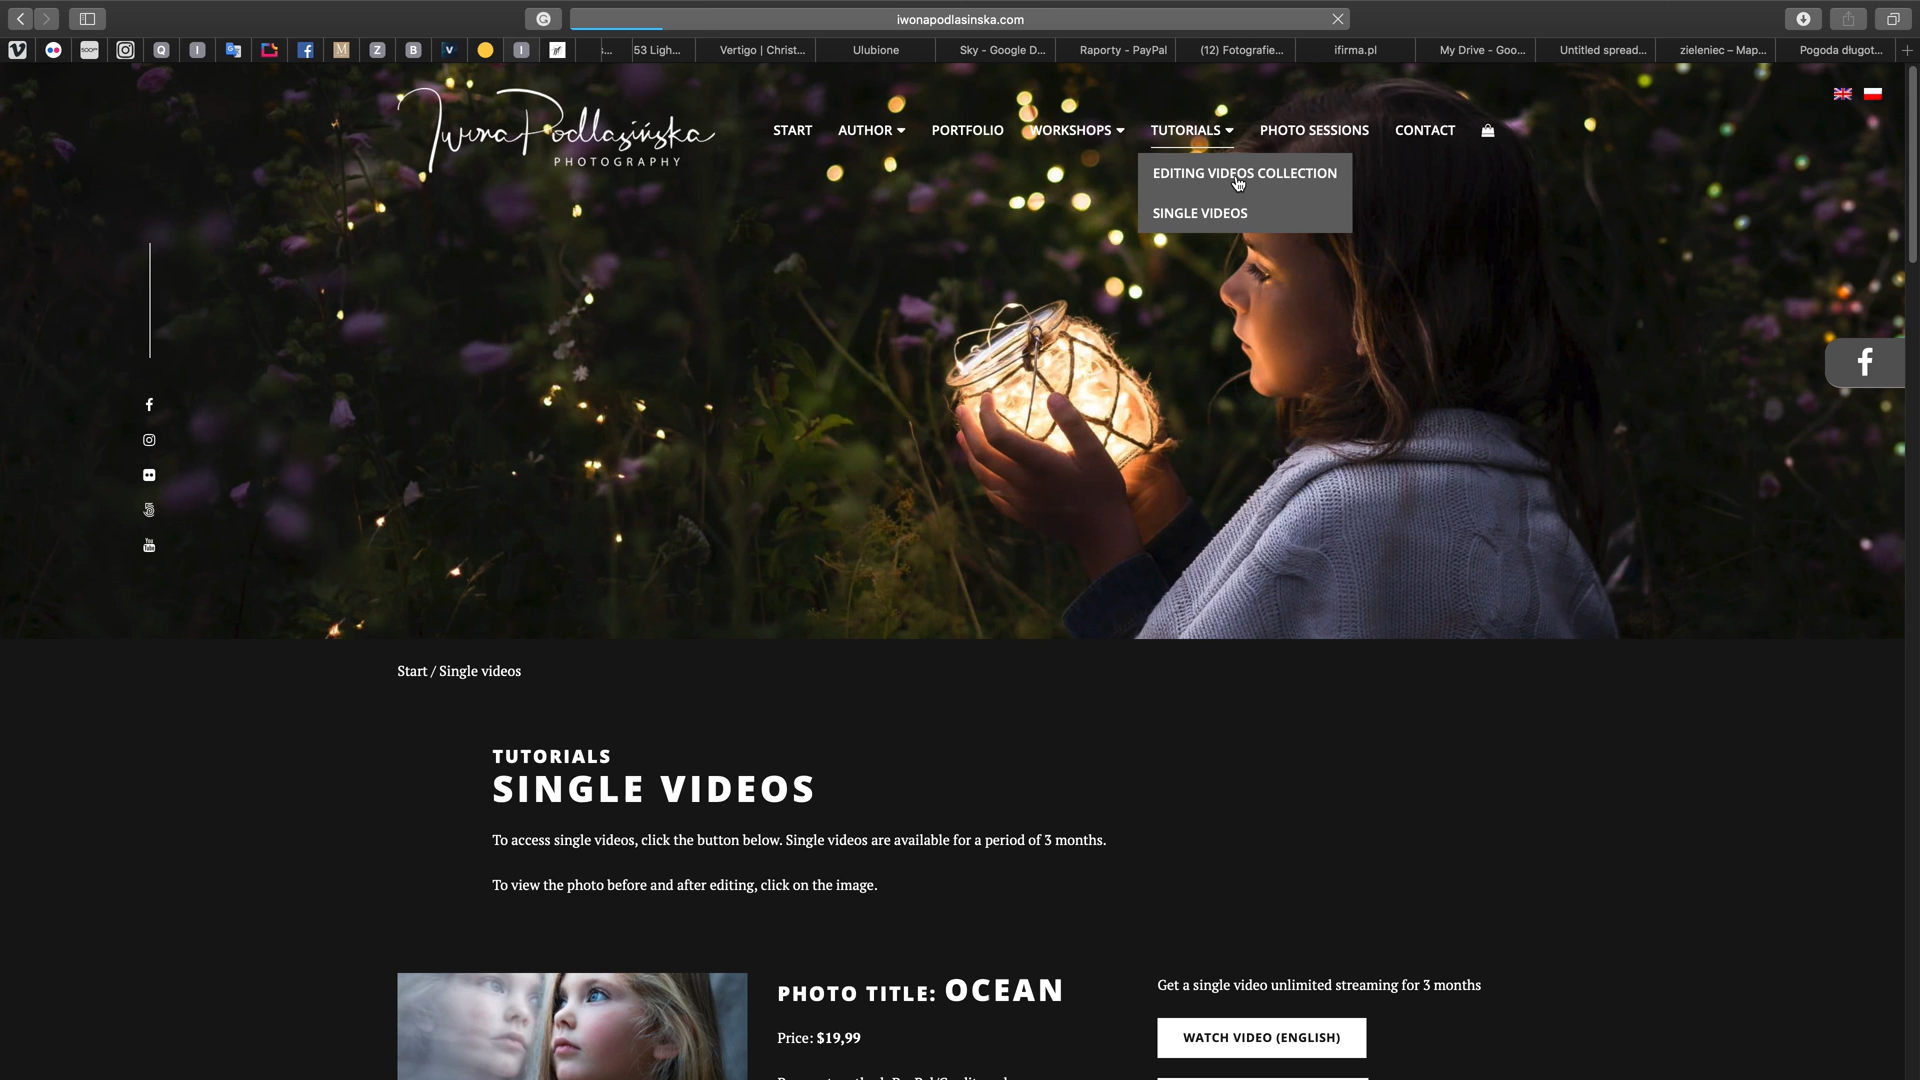 iwonapodlasinska.com
s...
53 Ligh...
Vertigo | Christ...
Ulubione
Sky - Google D...
Raporty - PayPal
(12) Fotografie...
ifirma.pl
My Drive - Goo...
Untitled spread...
zieleniec – Map...
Pogoda długot...
Iwona Podlasińska
PHOTOGRAPHY
START
AUTHOR
PORTFOLIO
WORKSHOPS
TUTORIALS
PHOTO SESSIONS
CONTACT
EDITING VIDEOS COLLECTION
SINGLE VIDEOS
Start / Single videos
TUTORIALS
SINGLE VIDEOS
To access single videos, click the button below. Single videos are available for a period of 3 months.
To view the photo before and after editing, click on the image.
PHOTO TITLE: OCEAN
Price: $19,99
Get a single video unlimited streaming for 3 months
WATCH VIDEO (ENGLISH)